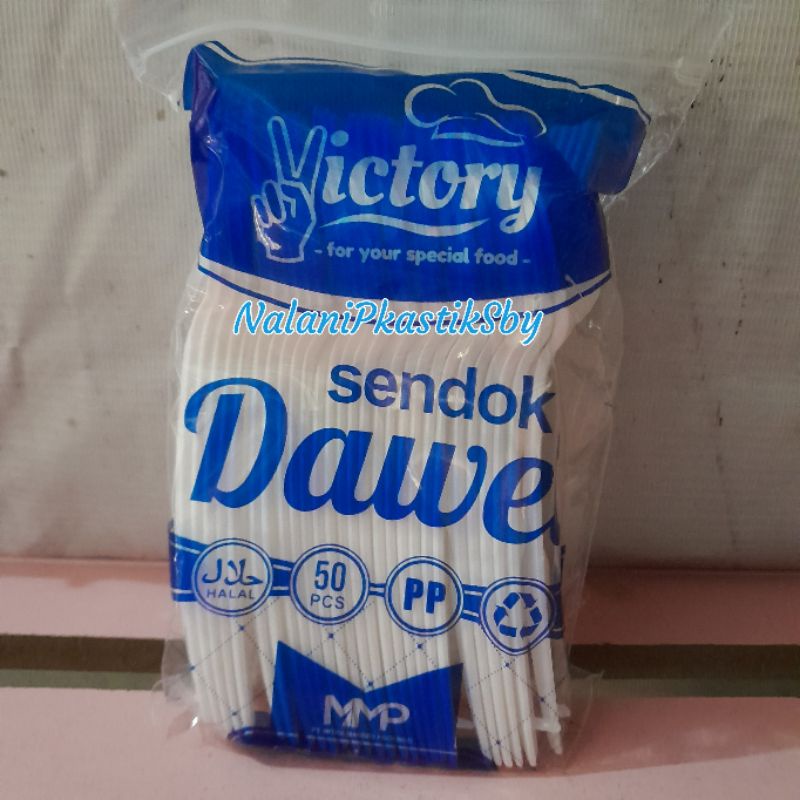 Victory
- for your special food -
NalaniPkastikSby
sendok
Dawe
حلال
HALAL
50
PCS
PP
MMP